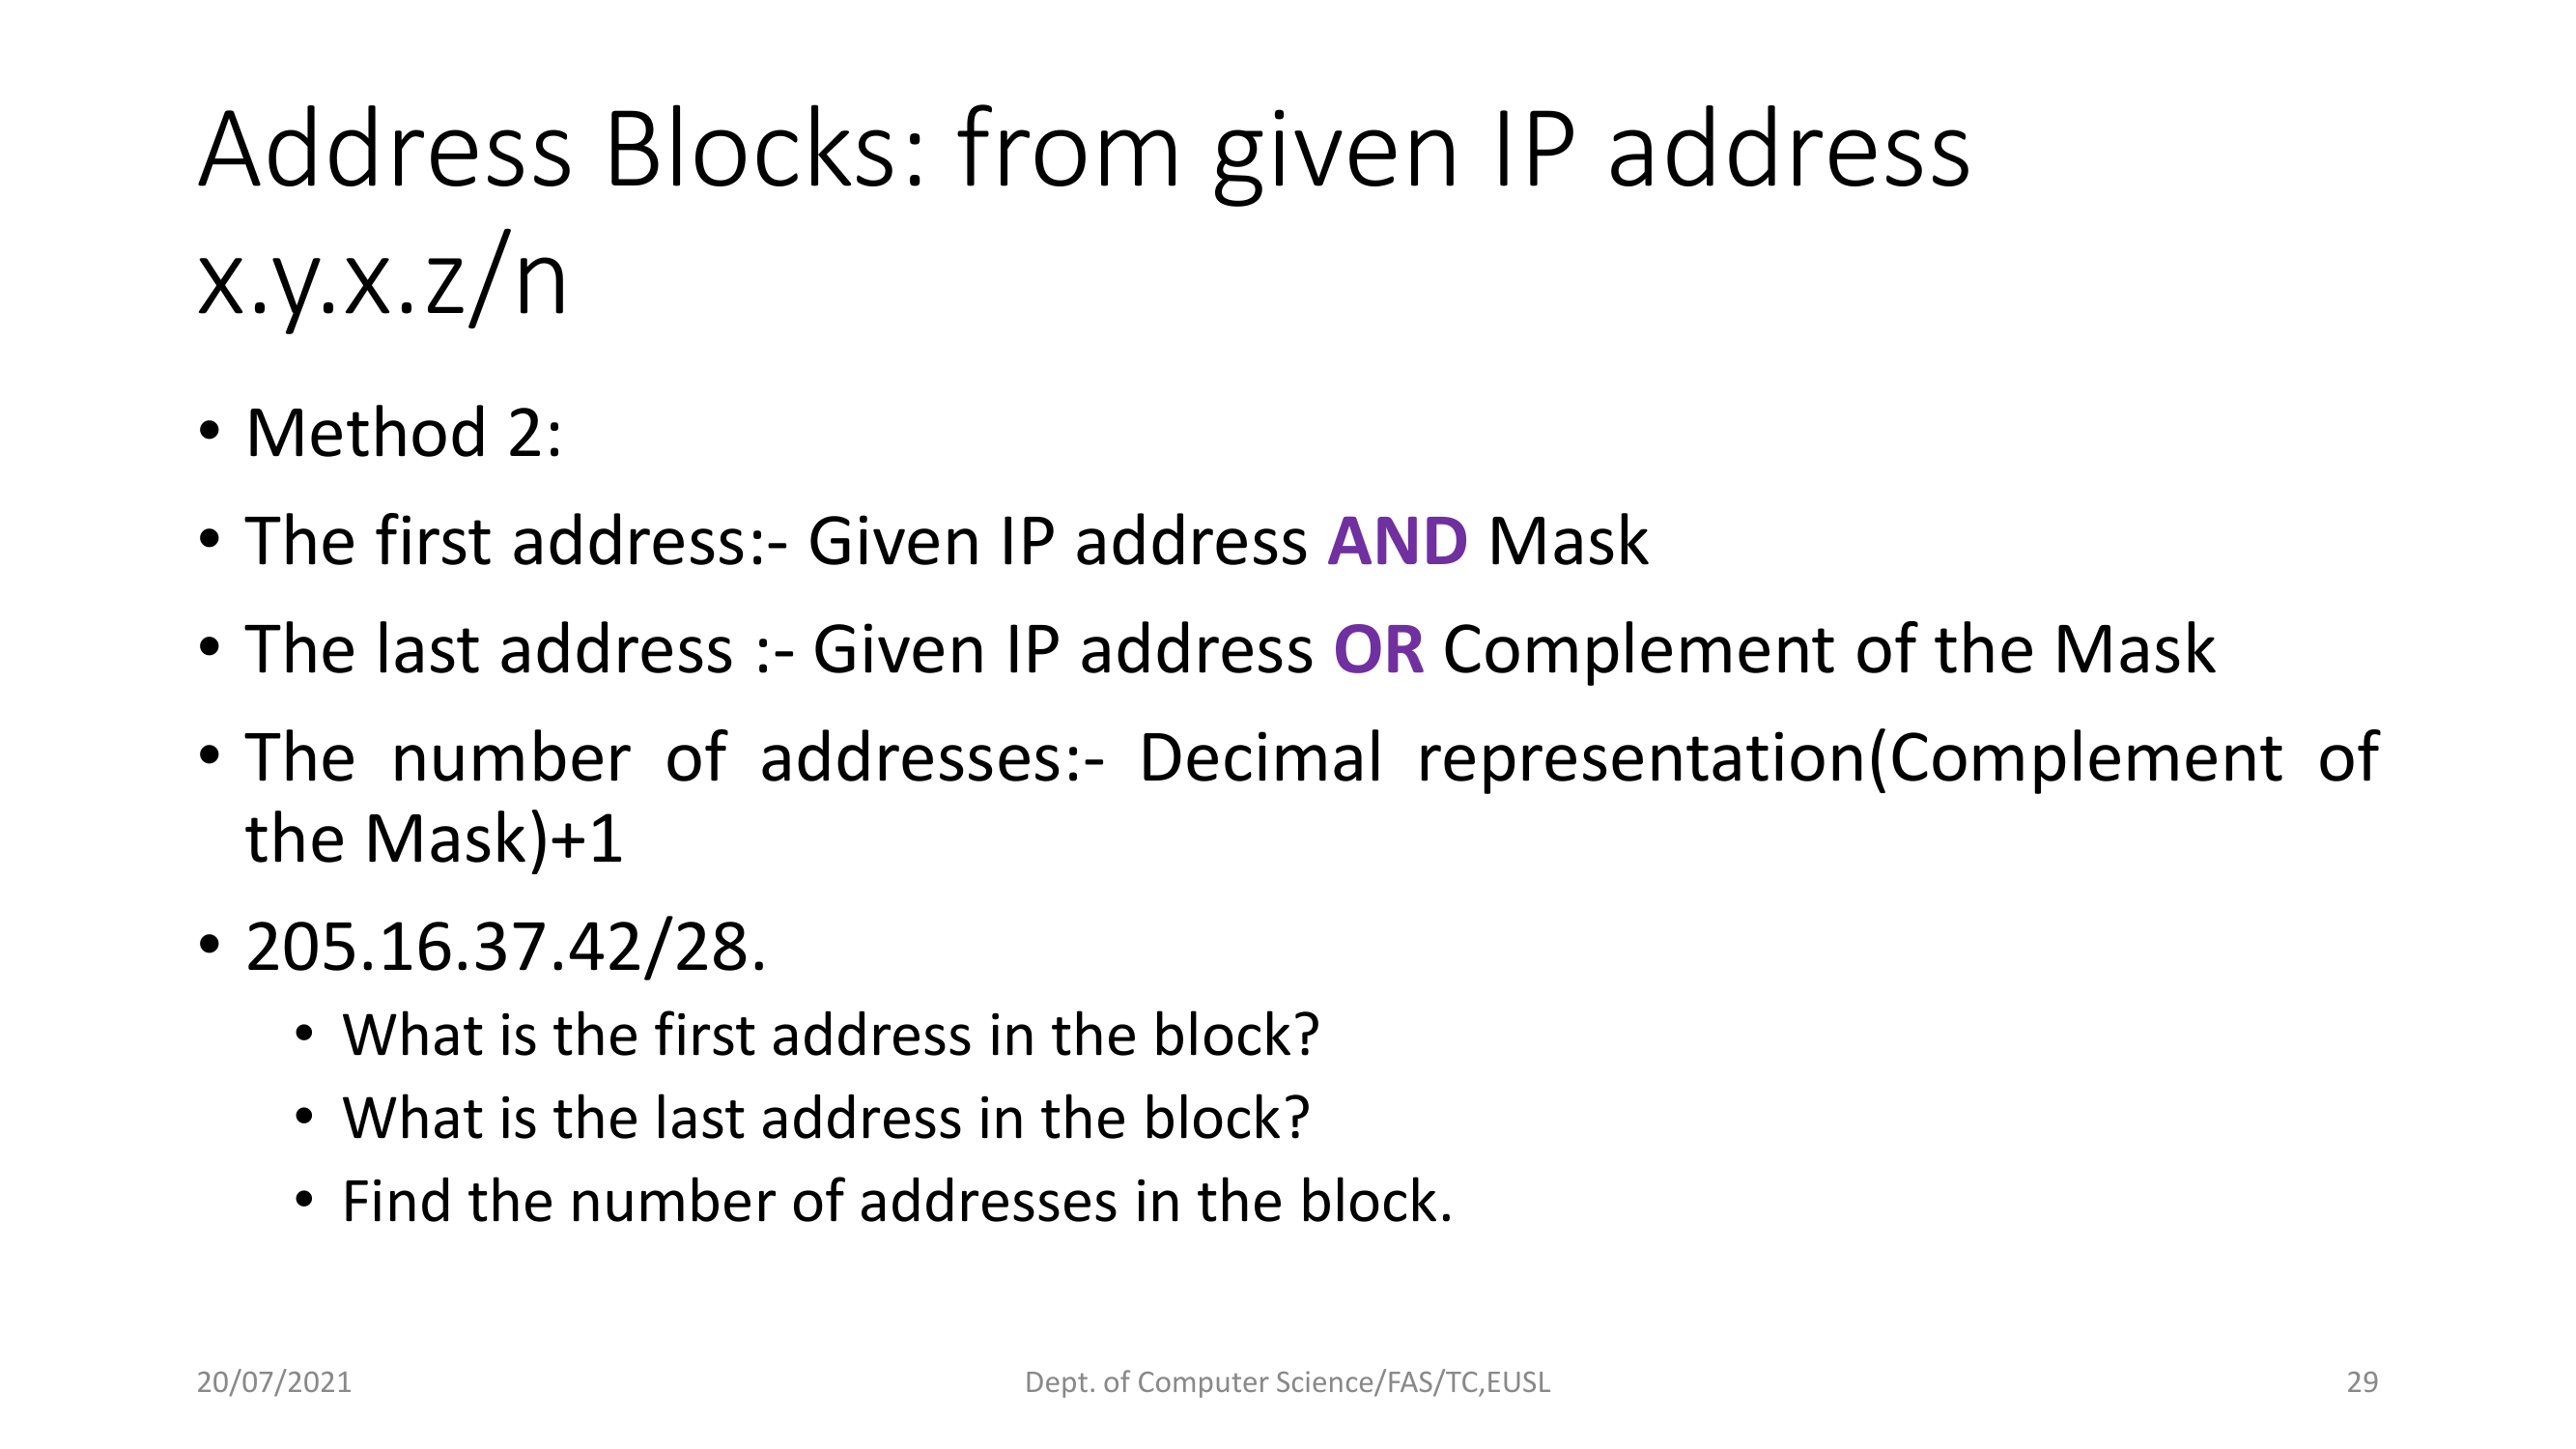 Address Blocks: from given IP address
x.y.x.z/n
• Method 2:
• The first address:- Given IP address AND Mask
• The last address :- Given IP address OR Complement of the Mask
• The number of addresses:- Decimal representation(Complement of
the Mask)+1
• 205.16.37.42/28.
• What is the first address in the block?
• What is the last address in the block?
• Find the number of addresses in the block.
20/07/2021
Dept. of Computer Science/FAS/TC,EUSL
29